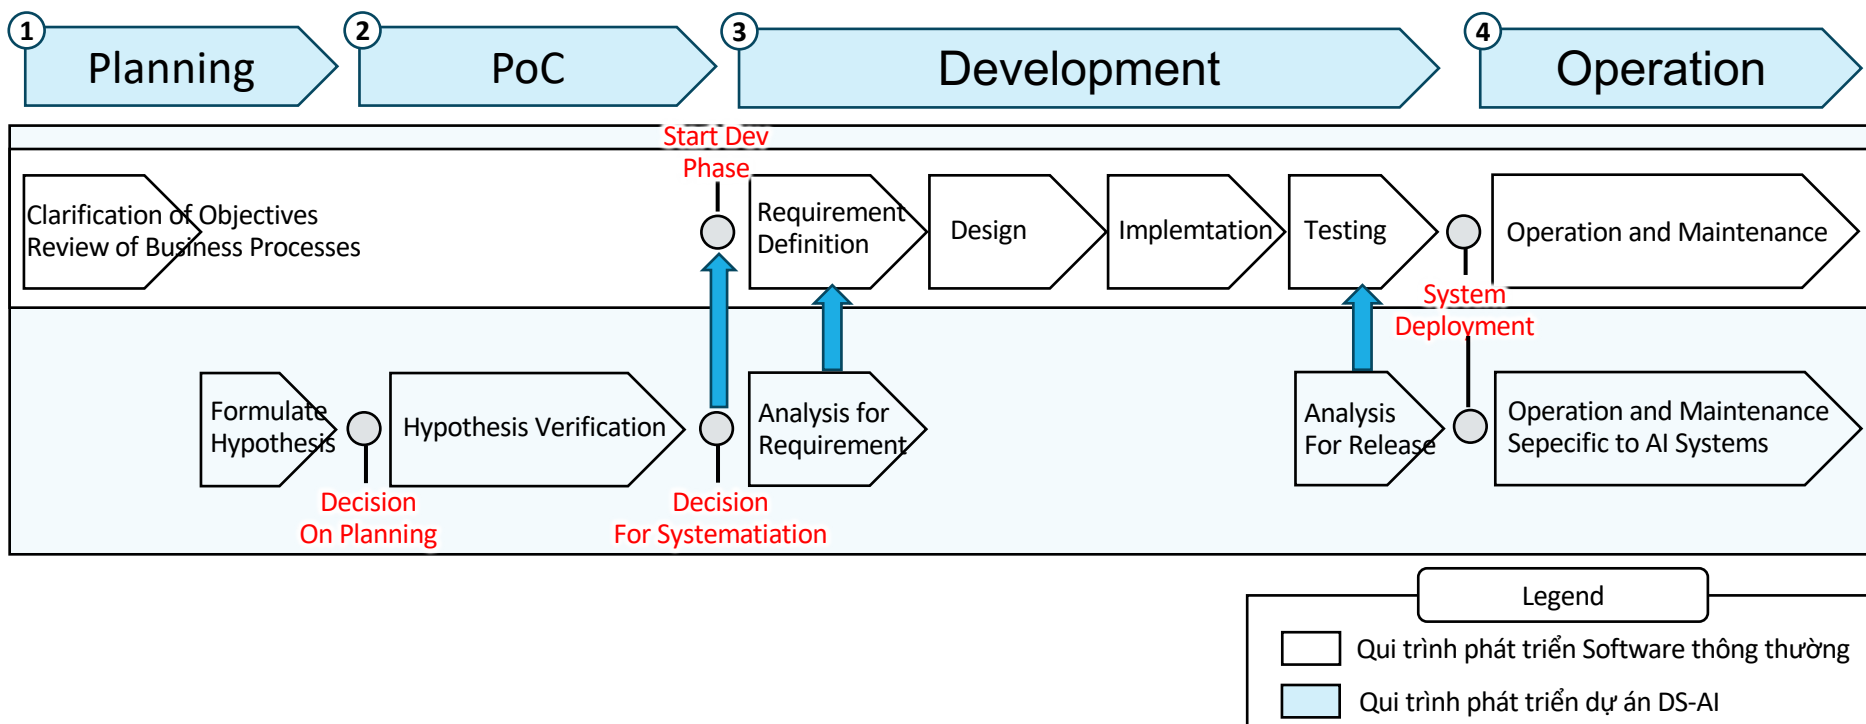 1
Planning
2
PoC
3
Development
4
Operation
Start Dev
Phase
Clarification of Objectives
Review of Business Processes
Requirement
Definition
Design
Implemtation
Testing
Operation and Maintenance
System
Deployment
Formulate
Hypothesis
Hypothesis Verification
Analysis for
Requirement
Analysis
For Release
Operation and Maintenance
Sepecific to AI Systems
Decision
On Planning
Decision
For Systematiation
Legend
Qui trình phát triển Software thông thường
Qui trình phát triển dự án DS-AI